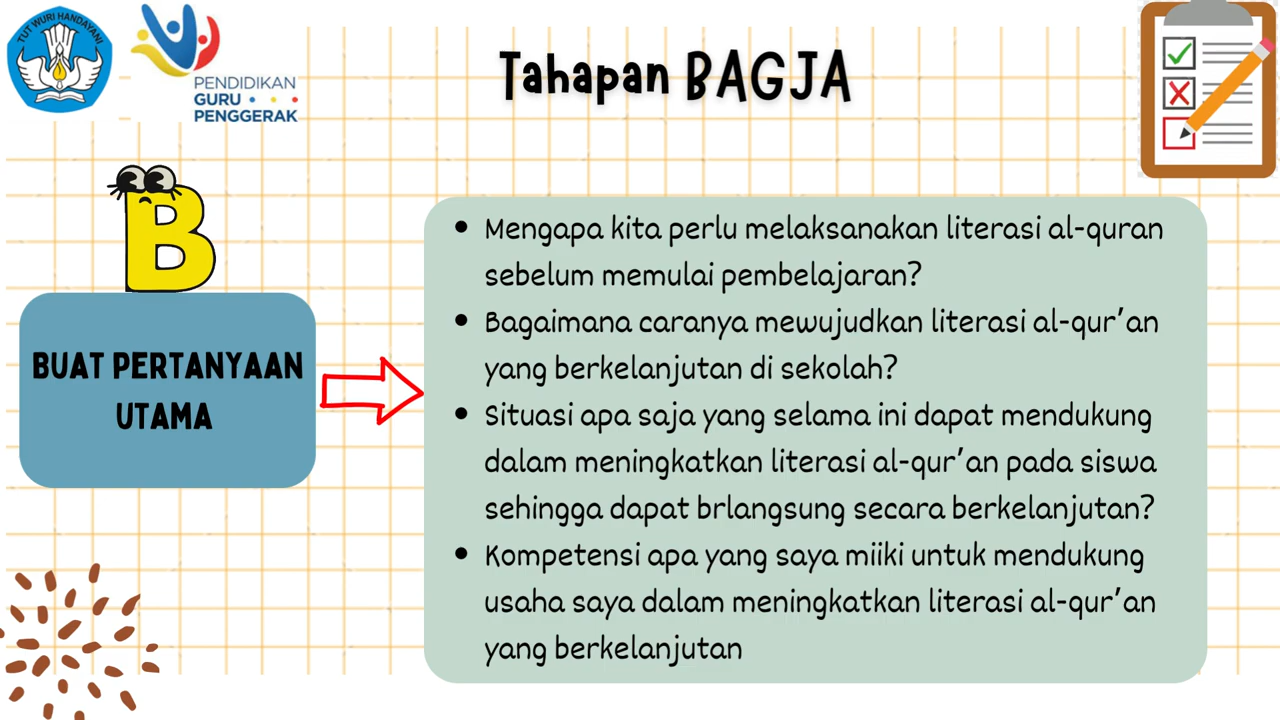 TUT WURI HANDAYANI
PENDIDIKAN
GURU
PENGGERAK
Tahapan BAGJA
B
BUAT PERTANYAAN
UTAMA
• Mengapa kita perlu melaksanakan literasi al-quran
sebelum memulai pembelajaran?
• Bagaimana caranya mewujudkan literasi al-qur'an
yang berkelanjutan di sekolah?
• Situasi apa saja yang selama ini dapat mendukung
dalam meningkatkan literasi al-qur'an pada siswa
sehingga dapat brlangsung secara berkelanjutan?
• Kompetensi apa yang saya miiki untuk mendukung
usaha saya dalam meningkatkan literasi al-qur'an
yang berkelanjutan